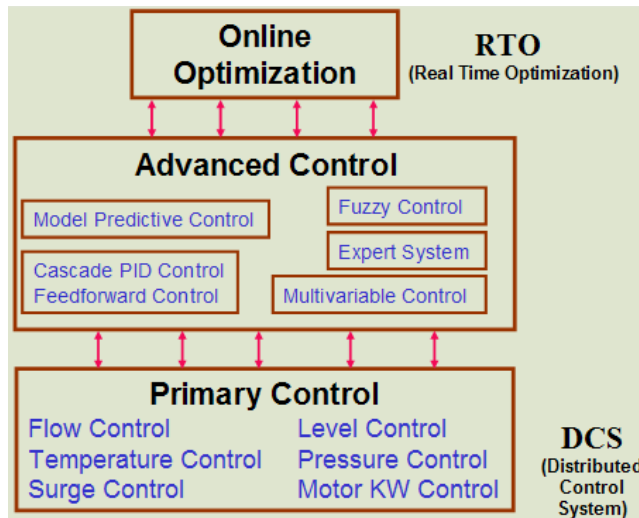 Online
Optimization
RTO
(Real Time Optimization)
Advanced Control
Model Predictive Control
Fuzzy Control
Expert System
Cascade PID Control
Feedforward Control
Multivariable Control
Primary Control
Flow Control
Level Control
Temperature Control
Pressure Control
Surge Control
Motor KW Control
DCS
(Distributed
Control
System)